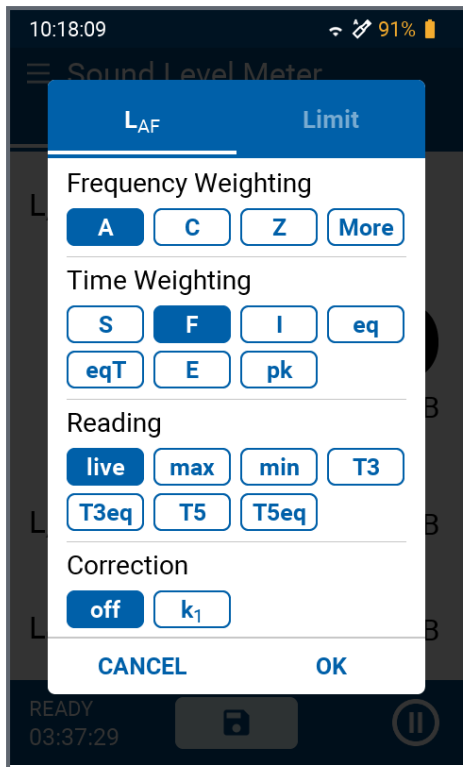 10:18:09 91%
Sound Level Meter
LAF Limit
Frequency Weighting
A C Z More
Time Weighting
S F I eq
eqT E pk
Reading
live max min T3
T3eq T5 T5eq
Correction
off k1
CANCEL OK
READY
03:37:29